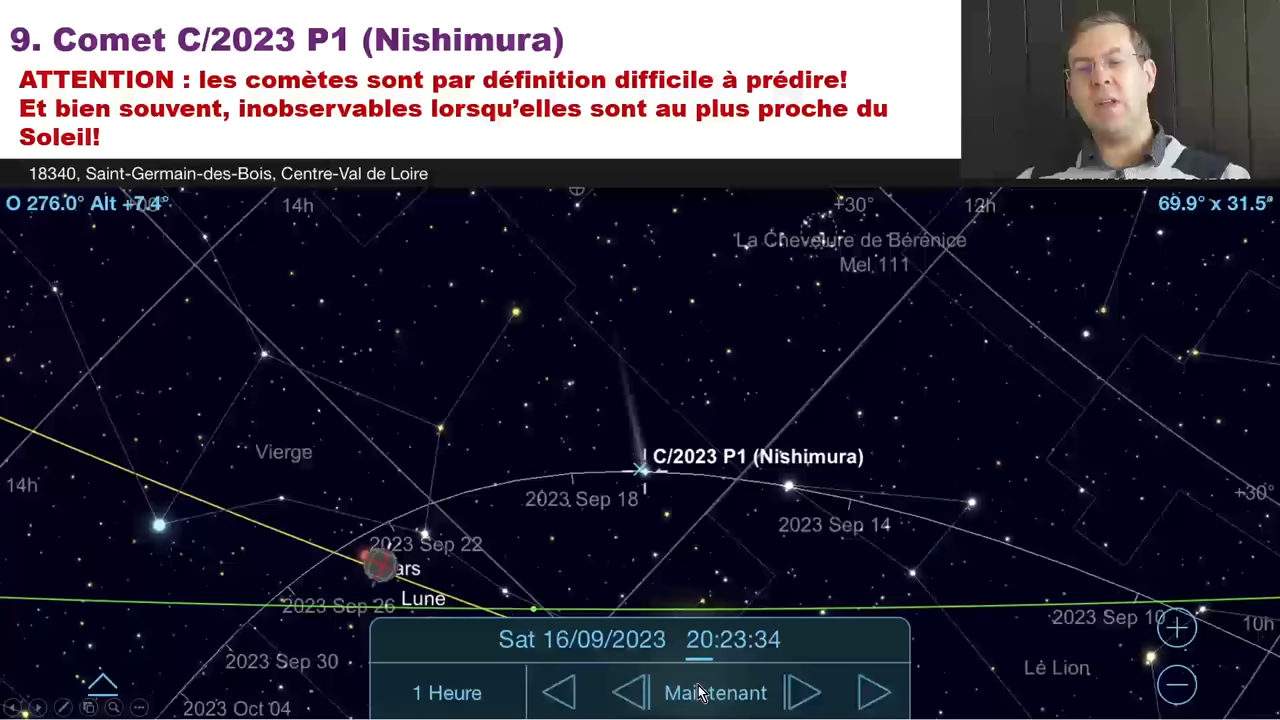 9. Comet C/2023 P1 (Nishimura)
ATTENTION : les comètes sont par définition difficile à prédire!
Et bien souvent, inobservables lorsqu’elles sont au plus proche du
Soleil!
18340, Saint-Germain-des-Bois, Centre-Val de Loire
O 276.0° Alt +7.4°
14h
+30°
12h
69.9° x 31.5°
La Chevelure de Bérénice
Mel 111
Vierge
C/2023 P1 (Nishimura)
14h
2023 Sep 18
+30°
2023 Sep 14
2023 Sep 22
ars
Lune
2023 Sep 26
2023 Sep 10
10h
Sat 16/09/2023 20:23:34
2023 Sep 30
Lé Lion
1 Heure
Maintenant
2023 Oct 04